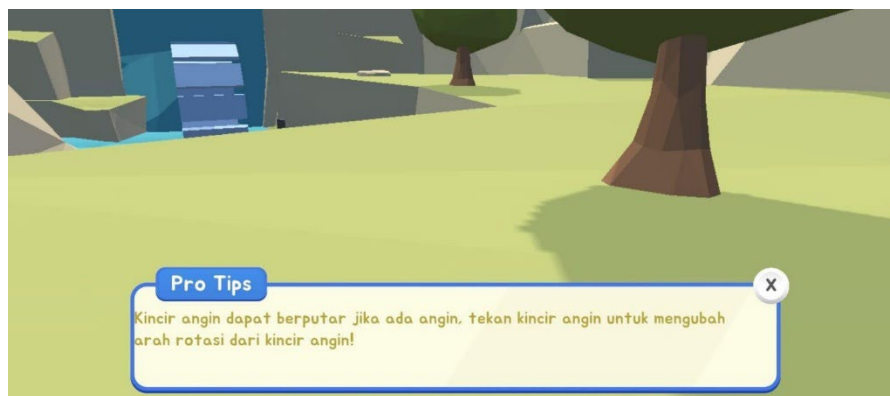 Pro Tips
X
Kincir angin dapat berputar jika ada angin, tekan kincir angin untuk mengubah
arah rotasi dari kincir angin!